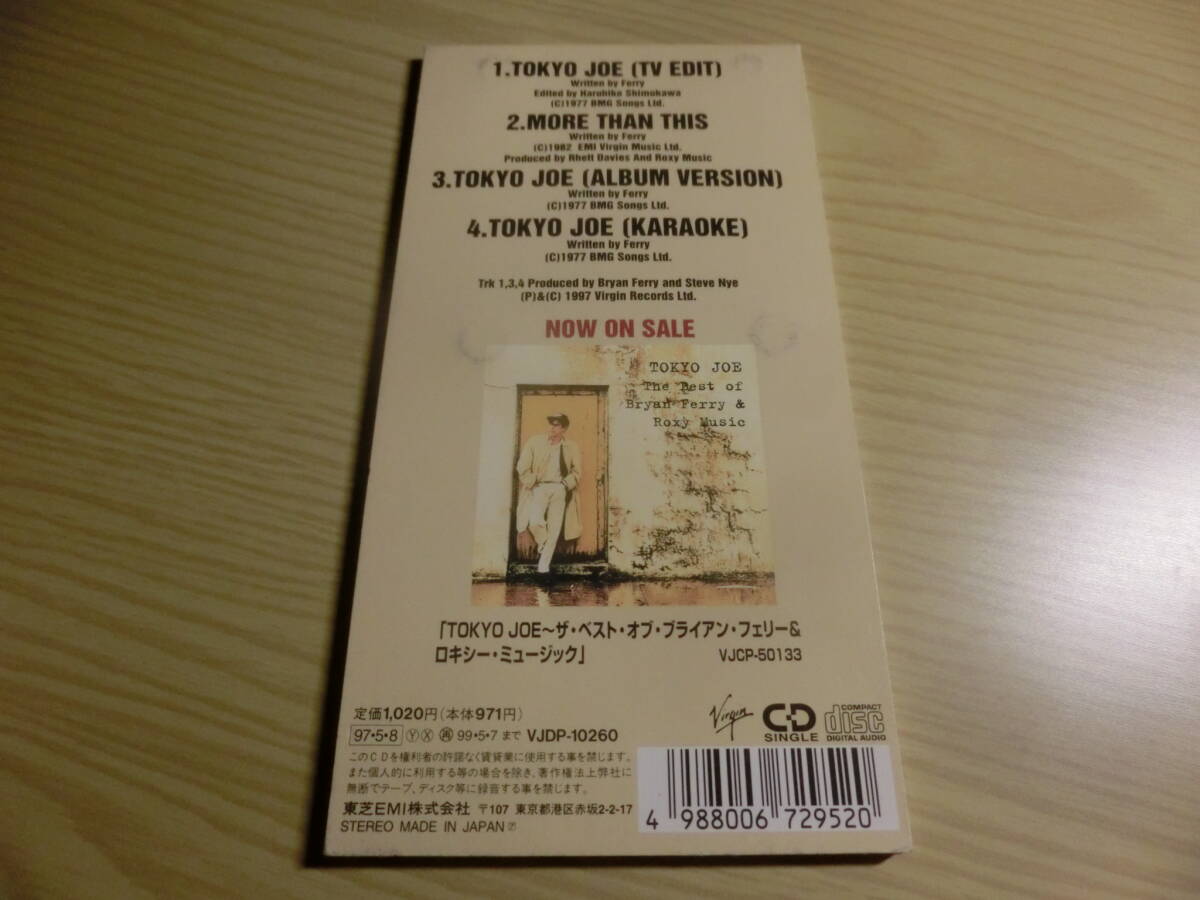 1.TOKYO JOE (TV EDIT)
Written by Ferry
Edited by Haruhiko Shimokawa
(C)1977 BMG Songs Ltd.
2.MORE THAN THIS
Written by Ferry
(C)1982 EMI Virgin Music Ltd.
Produced by Rhett Davies And Roxy Music
3.TOKYO JOE (ALBUM VERSION)
Written by Ferry
(C)1977 BMG Songs Ltd.
4.TOKYO JOE (KARAOKE)
Written by Ferry
(C)1977 BMG Songs Ltd.
Trk 1,3,4 Produced by Bryan Ferry and Steve Nye
(P)&(C) 1997 Virgin Records Ltd.
NOW ON SALE
TOKYO JOE
The Best of
Bryan Ferry &
Roxy Music
「TOKYO JOE～ザ・ベスト・オブ・ブライアン・フェリー&
ロキシー・ミュージック」 VJCP-50133
定価1,020円(本体971円)
97・5・8 Ⓨ Ⓧ 再 99・5・7 まで VJDP-10260
Virgin
CD SINGLE
COMPACT disc DIGITAL AUDIO
このCDを権利者の許諾なく賃貸業に使用する事を禁じます。
また個人的に利用する等の場合を除き、著作権法上弊社に
無断でテープ、ディスク等に録音する事を禁じます。
東芝EMI株式会社 〒107 東京都港区赤坂2-2-17
STEREO MADE IN JAPAN Ⓟ
4 988006 729520